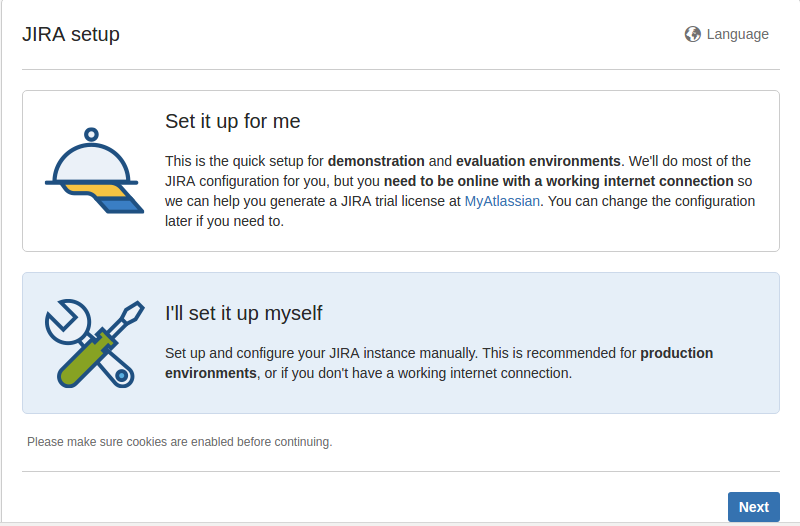 JIRA setup
Language
Set it up for me
This is the quick setup for demonstration and evaluation environments. We'll do most of the
JIRA configuration for you, but you need to be online with a working internet connection so
we can help you generate a JIRA trial license at MyAtlassian. You can change the configuration
later if you need to.
I'll set it up myself
Set up and configure your JIRA instance manually. This is recommended for production
environments, or if you don't have a working internet connection.
Please make sure cookies are enabled before continuing.
Next